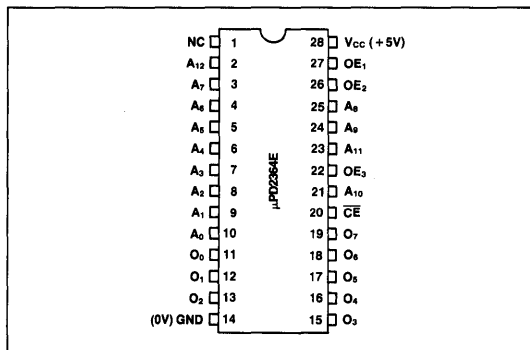 NC 1 28 VCC (+5V)
A12 2 27 OE1
A7 3 26 OE2
A6 4 25 A8
A5 5 24 A9
A4 6 23 A11
A3 7 22 OE3
A2 8 21 A10
A1 9 20 C̅E̅
A0 10 19 O7
O0 11 18 O6
O1 12 17 O5
O2 13 16 O4
(0V) GND 14 15 O3
μPD2364E